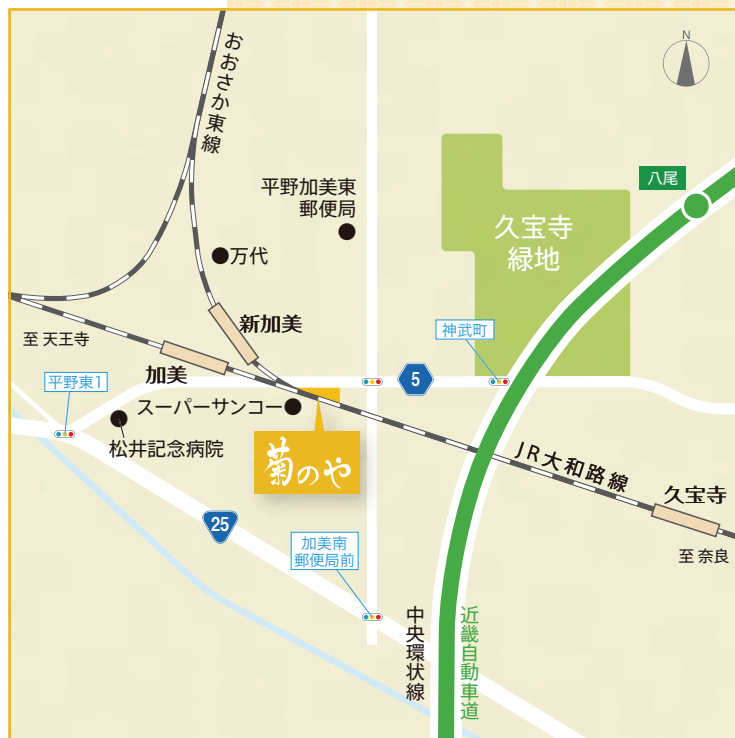 おおさか東線
N
平野加美東
郵便局
八尾
久宝寺
緑地
万代
新加美
神武町
至 天王寺
加美
平野東1
5
スーパーサンコー
松井記念病院
菊のや
JR大和路線
久宝寺
25
加美南
郵便局前
至 奈良
中央環状線
近畿自動車道